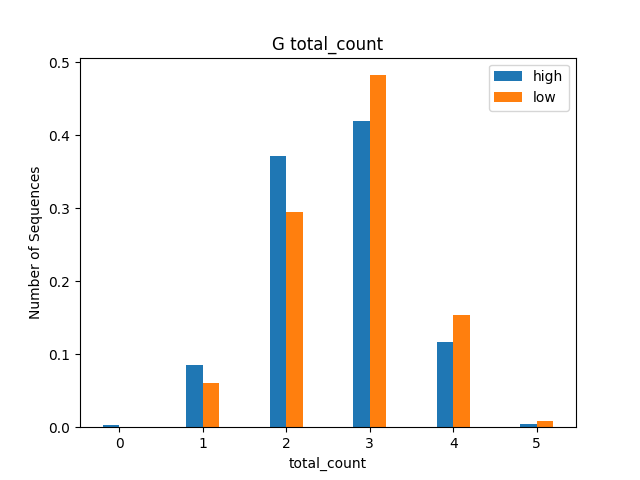 G total_count
high
low
0.5
0.4
0.3
0.2
0.1
0.0
Number of Sequences
0 1 2 3 4 5
total_count